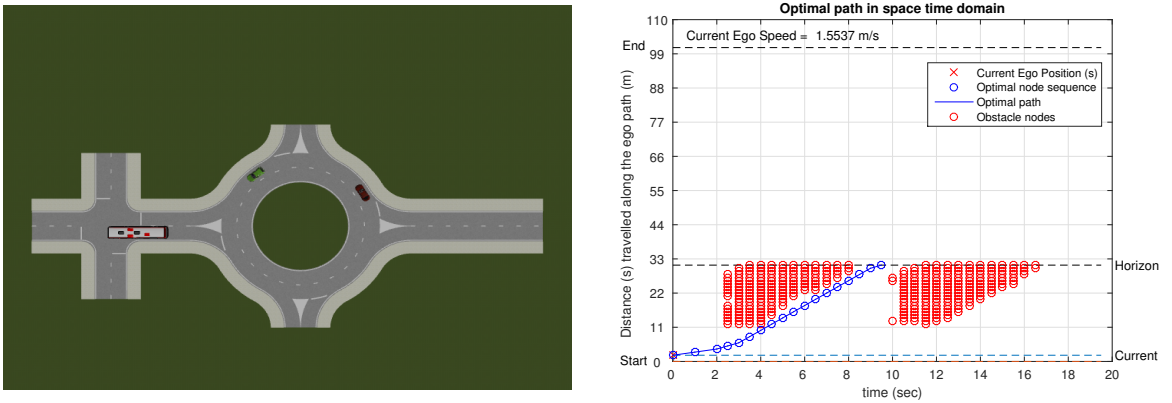 Optimal path in space time domain
Current Ego Speed = 1.5537 m/s
Current Ego Position (s)
Optimal node sequence
Optimal path
Obstacle nodes
Distance (s) travelled along the ego path (m)
110
End
99
88
77
66
55
44
33
22
11
Start 0
Horizon
Current
0 2 4 6 8 10 12 14 16 18 20
time (sec)